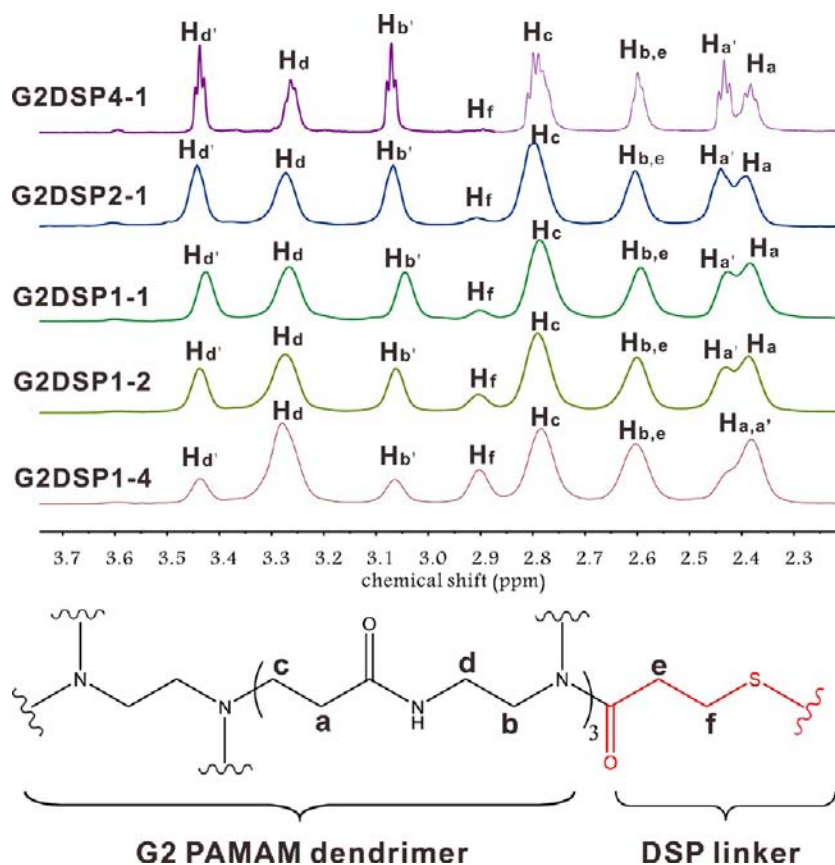 Hd' Hd Hb' Hf Hc Hb,e Ha' Ha
G2DSP4-1
Hd' Hd Hb' Hf Hc Hb,e Ha' Ha
G2DSP2-1
Hd' Hd Hb' Hf Hc Hb,e Ha' Ha
G2DSP1-1
Hd' Hd Hb' Hf Hc Hb,e Ha' Ha
G2DSP1-2
Hd' Hd Hb' Hf Hc Hb,e Ha,a'
G2DSP1-4
3.7 3.6 3.5 3.4 3.3 3.2 3.1 3.0 2.9 2.8 2.7 2.6 2.5 2.4 2.3
chemical shift (ppm)
O
c d e S
N N N
a N b 3 f
H
O
G2 PAMAM dendrimer DSP linker